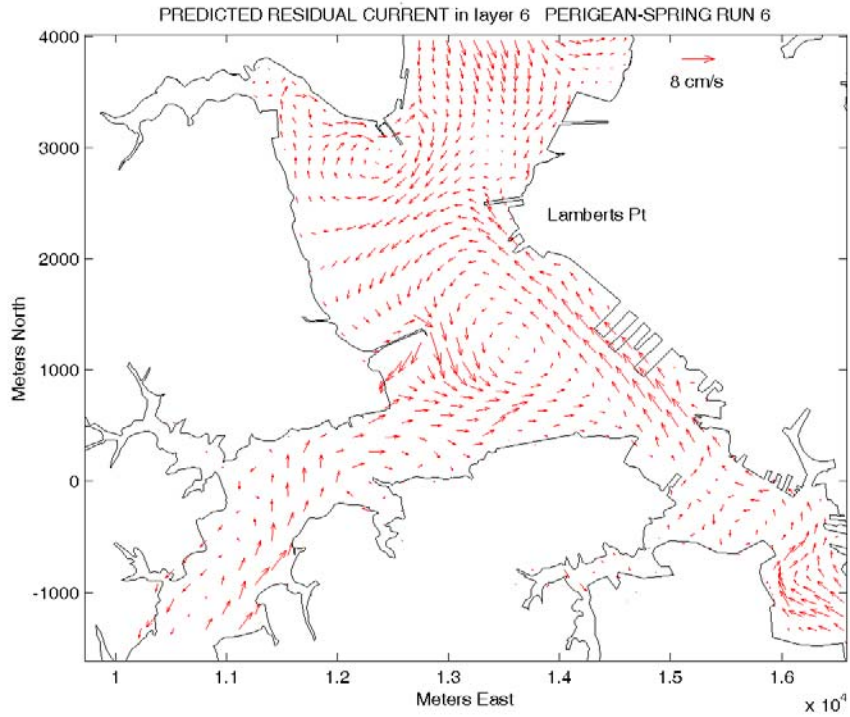 PREDICTED RESIDUAL CURRENT in layer 6 PERIGEAN-SPRING RUN 6
8 cm/s
Lamberts Pt
Meters North
4000
3000
2000
1000
0
-1000
1
1.1
1.2
1.3
1.4
1.5
1.6
Meters East
x 10⁴